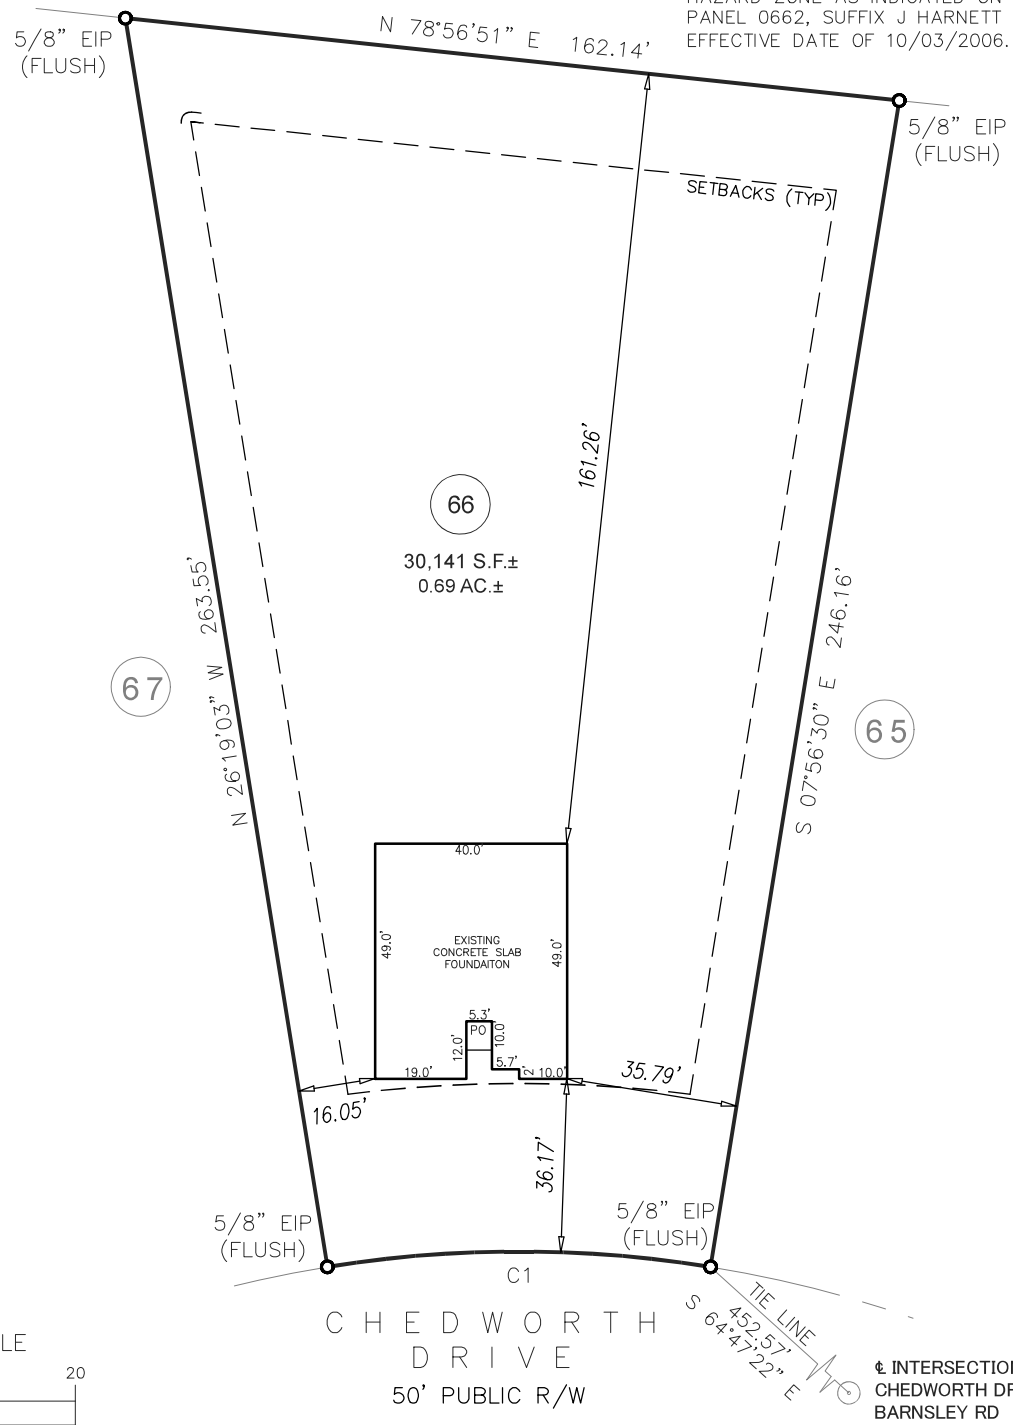 HAZARD ZONE AS INDICATED ON
PANEL 0662, SUFFIX J HARNETT
EFFECTIVE DATE OF 10/03/2006.
5/8" EIP
(FLUSH)
N 78°56'51" E 162.14'
5/8" EIP
(FLUSH)
SETBACKS (TYP)
161.26'
66
30,141 S.F.±
0.69 AC.±
N 26°19'03" W 263.55'
S 07°56'30" E 246.16'
67
65
40.0'
49.0'
EXISTING
CONCRETE SLAB
FOUNDAITON
49.0'
5.3'
PO
12.0'
10.0'
5.7'
19.0'
2'
10.0'
16.05'
35.79'
36.17'
5/8" EIP
(FLUSH)
5/8" EIP
(FLUSH)
C1
CHEDWORTH
DRIVE
50' PUBLIC R/W
TIE LINE
452.57'
S 64°47'22" E
℄ INTERSECTION
CHEDWORTH DR
BARNSLEY RD
LE
20